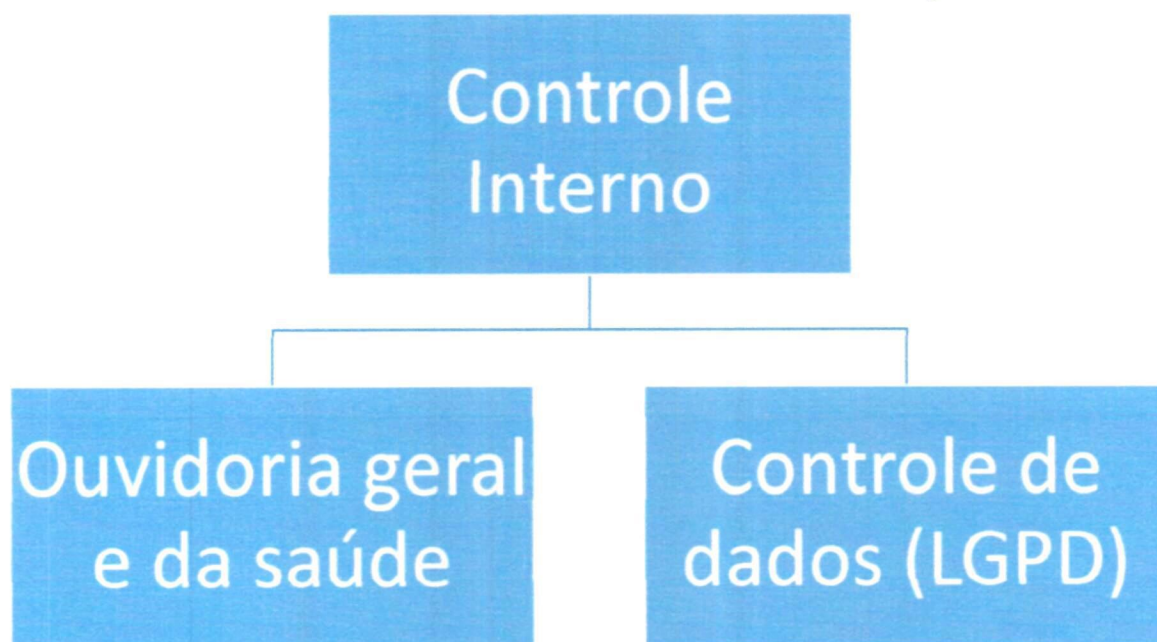 Controle
Interno
Ouvidoria geral
e da saúde
Controle de
dados (LGPD)